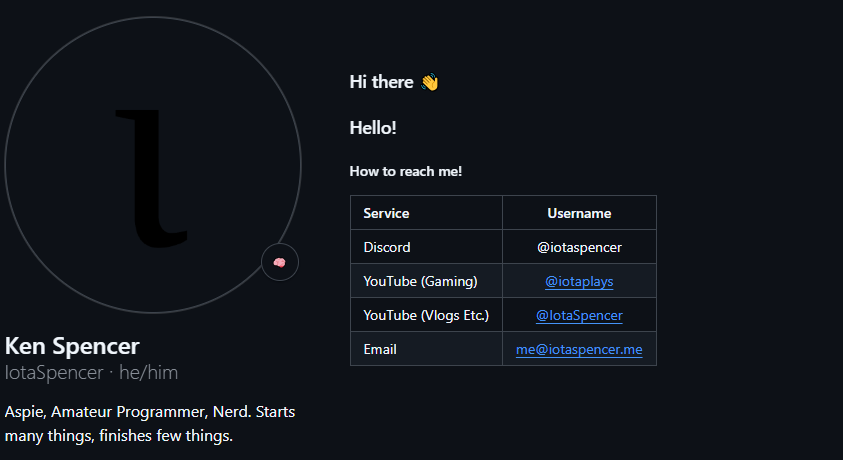 ι
Ken Spencer
IotaSpencer · he/him
Aspie, Amateur Programmer, Nerd. Starts
many things, finishes few things.
Hi there 👋
Hello!
How to reach me!
Service Username
Discord @iotaspencer
YouTube (Gaming) @iotaplays
YouTube (Vlogs Etc.) @IotaSpencer
Email me@iotaspencer.me